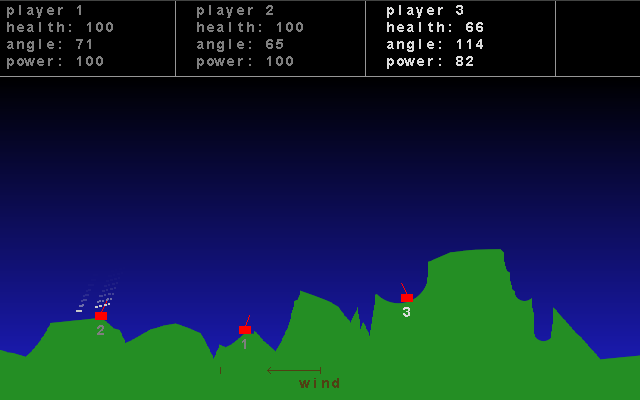 player 1
health: 100
angle: 71
power: 100
player 2
health: 100
angle: 65
power: 100
player 3
health: 66
angle: 114
power: 82
3
2
1
wind